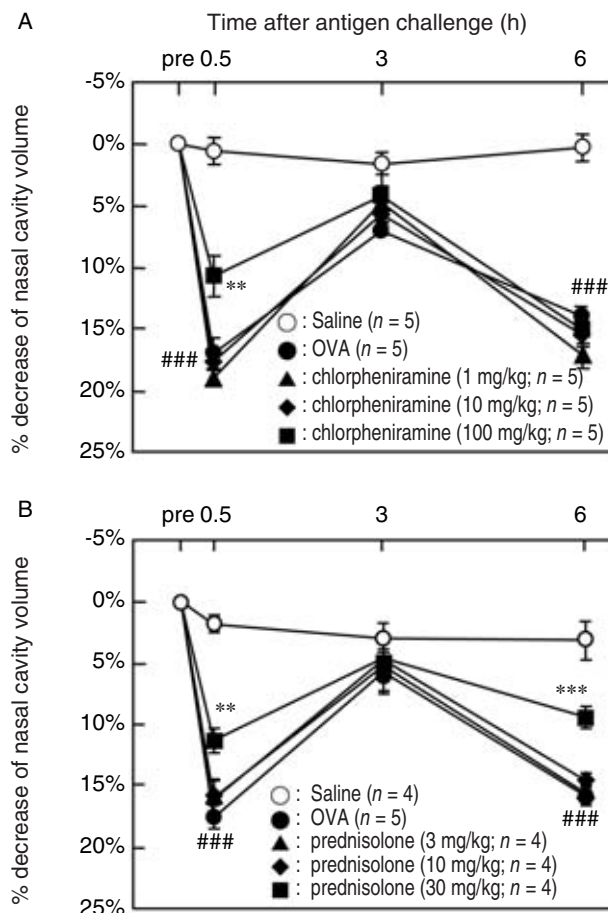 A
Time after antigen challenge (h)
pre 0.5 3 6
-5%
0%
5%
10%
15%
20%
25%
% decrease of nasal cavity volume
**
###
###
: Saline (n = 5)
: OVA (n = 5)
: chlorpheniramine (1 mg/kg; n = 5)
: chlorpheniramine (10 mg/kg; n = 5)
: chlorpheniramine (100 mg/kg; n = 5)
B
pre 0.5 3 6
-5%
0%
5%
10%
15%
20%
25%
% decrease of nasal cavity volume
**
***
###
###
: Saline (n = 4)
: OVA (n = 5)
: prednisolone (3 mg/kg; n = 4)
: prednisolone (10 mg/kg; n = 4)
: prednisolone (30 mg/kg; n = 4)